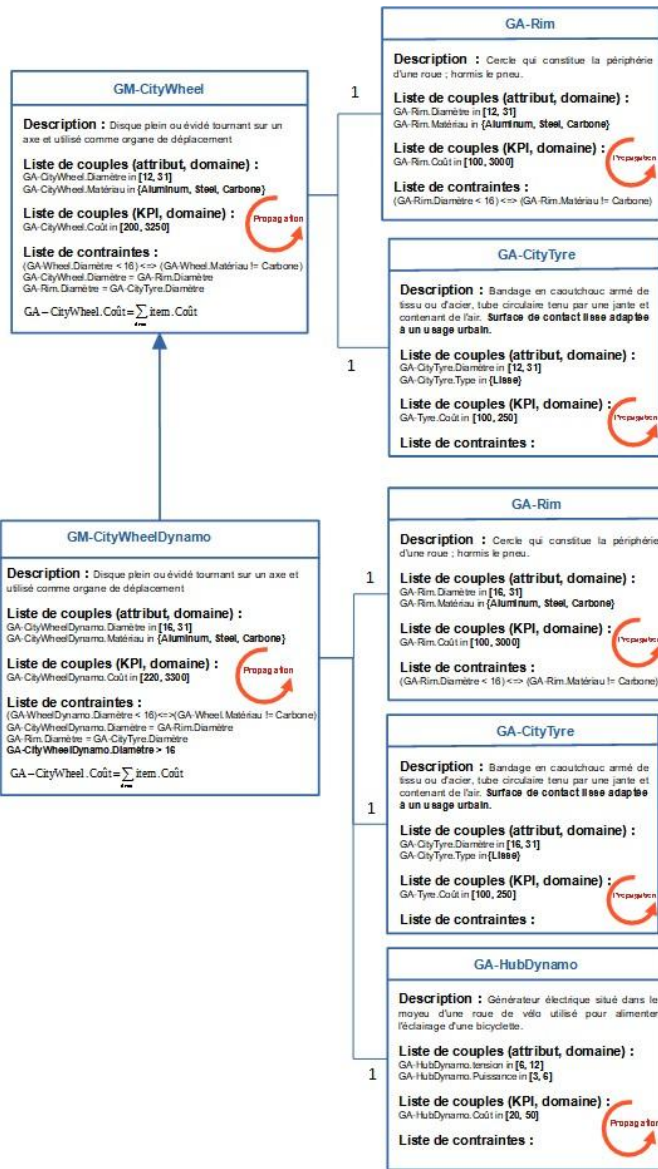 GM-CityWheel
Description : Disque plein ou évidé tournant sur un
axe et utilisé comme organe de déplacement
Liste de couples (attribut, domaine) :
GA-CityWheel.Diamètre in [12, 31]
GA-CityWheel.Matériau in {Aluminum, Steel, Carbone}
Liste de couples (KPI, domaine) :
GA-CityWheel.Coût in [200, 3250]
Propagation
Liste de contraintes :
(GA-Wheel.Diamètre < 16) <=> (GA-Wheel.Matériau != Carbone)
GA-CityWheel.Diamètre = GA-Rim.Diamètre
GA-Rim.Diamètre = GA-CityTyre.Diamètre
GA-CityWheel.Coût=∑item.Coût
1
GA-Rim
Description : Cercle qui constitue la périphérie
d'une roue ; hormis le pneu.
Liste de couples (attribut, domaine) :
GA-Rim.Diamètre in [12, 31]
GA-Rim.Matériau in {Aluminum, Steel, Carbone}
Liste de couples (KPI, domaine) :
GA-Rim.Coût in [100, 3000]
Propagation
Liste de contraintes :
(GA-Rim.Diamètre < 16) <=> (GA-Rim.Matériau != Carbone)
1
GA-CityTyre
Description : Bandage en caoutchouc armé de
tissu ou d'acier, tube circulaire tenu par une jante et
contenant de l'air. Surface de contact lisse adaptée
à un usage urbain.
Liste de couples (attribut, domaine) :
GA-CityTyre.Diamètre in [12, 31]
GA-CityTyre.Type in {Lisse}
Liste de couples (KPI, domaine) :
GA-Tyre.Coût in [100, 250]
Propagation
Liste de contraintes :
GM-CityWheelDynamo
Description : Disque plein ou évidé tournant sur un axe et
utilisé comme organe de déplacement
Liste de couples (attribut, domaine) :
GA-CityWheelDynamo.Diamètre in [16, 31]
GA-CityWheelDynamo.Matériau in {Aluminum, Steel, Carbone}
Liste de couples (KPI, domaine) :
GA-CityWheelDynamo.Coût in [220, 3300]
Propagation
Liste de contraintes :
(GA-WheelDynamo.Diamètre < 16)<=>(GA-Wheel.Matériau != Carbone)
GA-CityWheelDynamo.Diamètre = GA-Rim.Diamètre
GA-Rim.Diamètre = GA-CityTyre.Diamètre
GA-CityWheelDynamo.Diamètre > 16
GA-CityWheel.Coût=∑item.Coût
1
GA-Rim
Description : Cercle qui constitue la périphérie
d'une roue ; hormis le pneu.
Liste de couples (attribut, domaine) :
GA-Rim.Diamètre in [16, 31]
GA-Rim.Matériau in {Aluminum, Steel, Carbone}
Liste de couples (KPI, domaine) :
GA-Rim.Coût in [100, 3000]
Propagation
Liste de contraintes :
(GA-Rim.Diamètre < 16) <=> (GA-Rim.Matériau != Carbone)
1
GA-CityTyre
Description : Bandage en caoutchouc armé de
tissu ou d'acier, tube circulaire tenu par une jante et
contenant de l'air. Surface de contact lisse adaptée
à un usage urbain.
Liste de couples (attribut, domaine) :
GA-CityTyre.Diamètre in [16, 31]
GA-CityTyre.Type in {Lisse}
Liste de couples (KPI, domaine) :
GA-Tyre.Coût in [100, 250]
Propagation
Liste de contraintes :
1
GA-HubDynamo
Description : Générateur électrique situé dans le
moyeu d'une roue de vélo utilisé pour alimenter
l'éclairage d'une bicyclette.
Liste de couples (attribut, domaine) :
GA-HubDynamo.tension in [6, 12]
GA-HubDynamo.Puissance in [3, 6]
Liste de couples (KPI, domaine) :
GA-HubDynamo.Coût in [20, 50]
Propagation
Liste de contraintes :